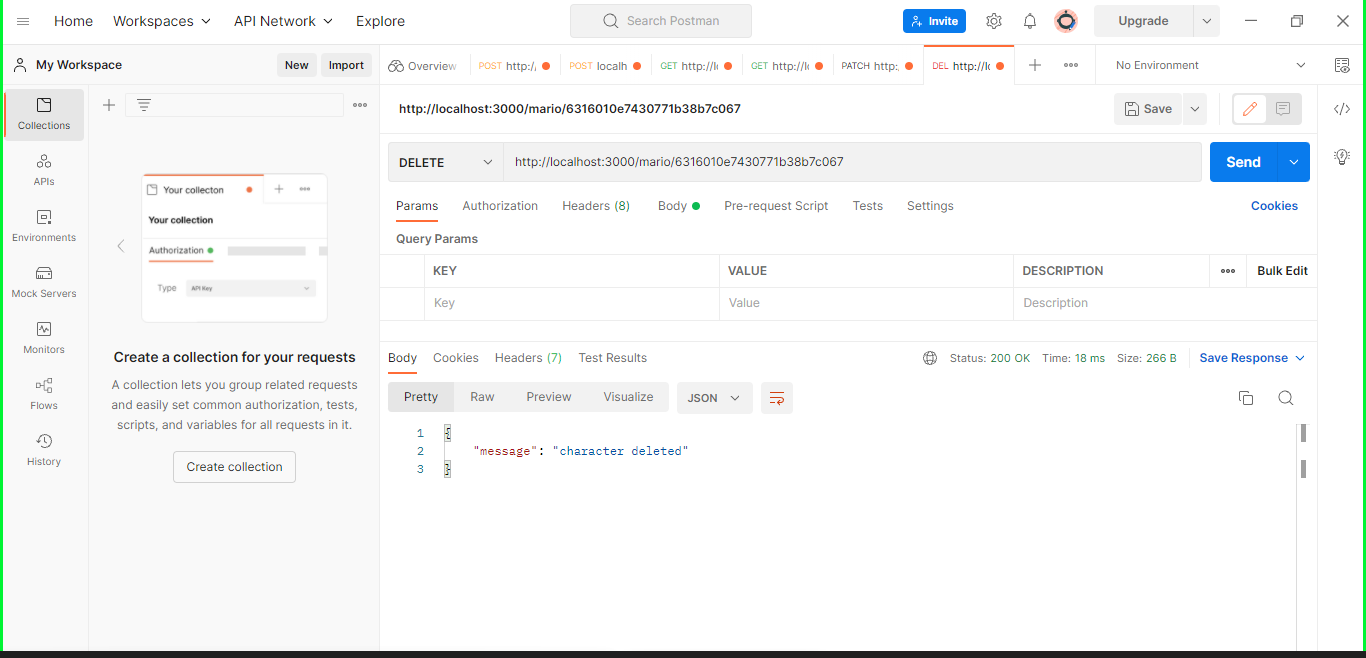 Home Workspaces API Network Explore Search Postman Invite Upgrade
My Workspace New Import
Overview POST http:/ POST localh GET http://lo GET http://lo PATCH http: DEL http://lo No Environment
Collections
APIs
Environments
Mock Servers
Monitors
Flows
History
Your collecton
Your collection
Authorization
Type API Key
Create a collection for your requests
A collection lets you group related requests
and easily set common authorization, tests,
scripts, and variables for all requests in it.
Create collection
http://localhost:3000/mario/6316010e7430771b38b7c067 Save
DELETE http://localhost:3000/mario/6316010e7430771b38b7c067 Send
Params Authorization Headers (8) Body Pre-request Script Tests Settings Cookies
Query Params
KEY VALUE DESCRIPTION Bulk Edit
Key Value Description
Body Cookies Headers (7) Test Results Status: 200 OK Time: 18 ms Size: 266 B Save Response
Pretty Raw Preview Visualize JSON
1 {
2 "message": "character deleted"
3 }